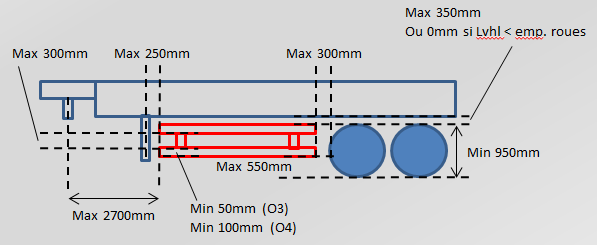 Max 350mm
Ou 0mm si Lvhl < emp. roues
Max 300mm
Max 250mm
Max 300mm
Min 950mm
Max 550mm
Max 2700mm
Min 50mm (O3)
Min 100mm (O4)